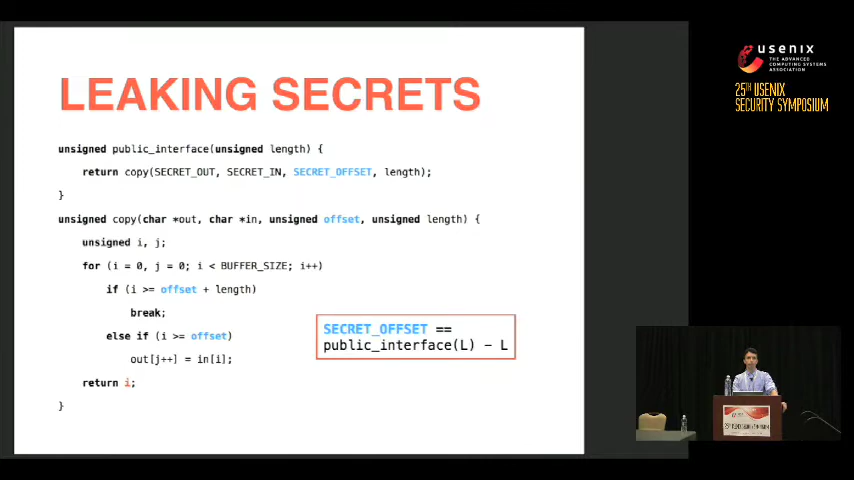 LEAKING SECRETS
unsigned public_interface(unsigned length) {
return copy(SECRET_OUT, SECRET_IN, SECRET_OFFSET, length);
}
unsigned copy(char *out, char *in, unsigned offset, unsigned length) {
unsigned i, j;
for (i = 0, j = 0; i < BUFFER_SIZE; i++)
if (i >= offset + length)
break;
else if (i >= offset)
out[j++] = in[i];
return i;
}
SECRET_OFFSET ==
public_interface(L) - L
usenix
THE ADVANCED
COMPUTING SYSTEMS
ASSOCIATION
25TH USENIX
SECURITY SYMPOSIUM